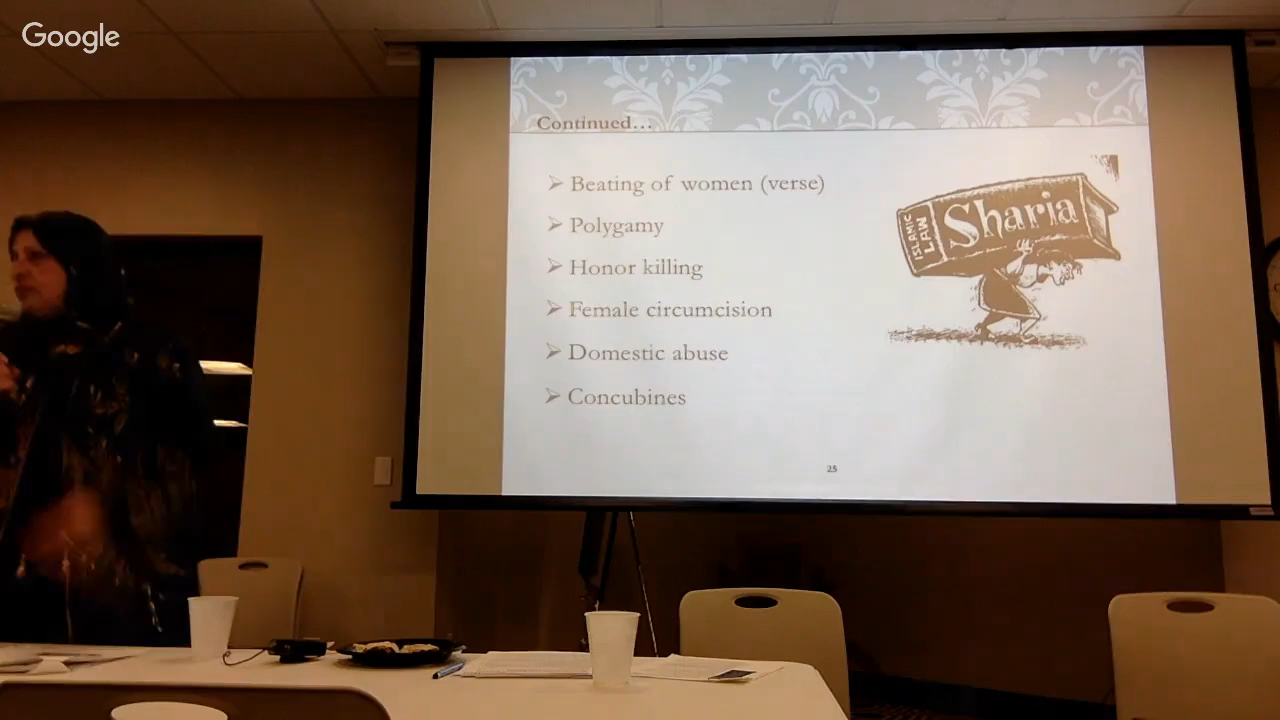 Google
Continued...
➢ Beating of women (verse)
➢ Polygamy
➢ Honor killing
➢ Female circumcision
➢ Domestic abuse
➢ Concubines
ISLAMIC
LAW
Sharia
25